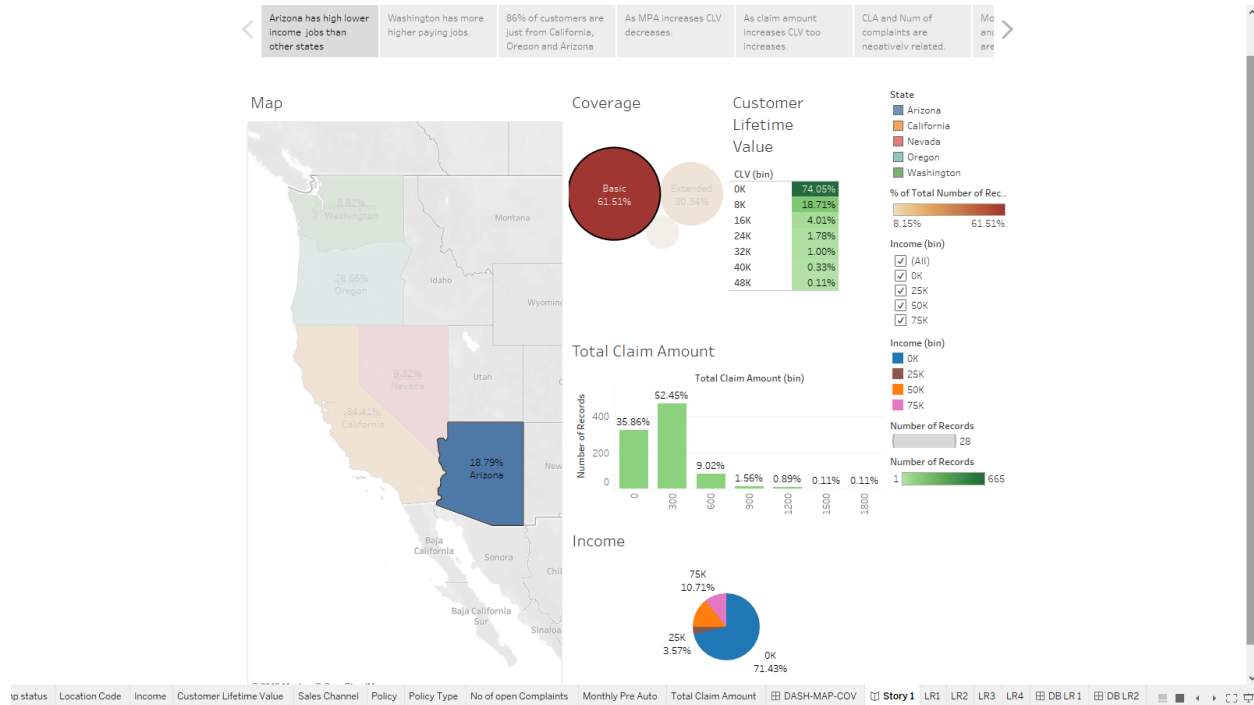 Arizona has high lower
income jobs than
other states
Washington has more
higher paying jobs.
86% of customers are
just from California,
Oregon and Arizona
As MPA increases CLV
decreases.
As claim amount
increases CLV too
increases.
CLA and Num of
complaints are
negatively related.
Map
8.82%
Washington
Montana
28.66%
Oregon
Idaho
Wyoming
8.32%
Nevada
Utah
34.41%
California
18.79%
Arizona
New
Baja
California
Sonora
Chi
Baja California
Sur
Sinaloa
Coverage
Basic
61.51%
Extended
30.34%
Customer
Lifetime
Value
CLV (bin)
0K 74.05%
8K 18.71%
16K 4.01%
24K 1.78%
32K 1.00%
40K 0.33%
48K 0.11%
Total Claim Amount
Total Claim Amount (bin)
Number of Records
400
200
0
35.86%
52.45%
9.02%
1.56%
0.89%
0.11%
0.11%
0
300
600
900
1200
1500
1800
Income
75K
10.71%
25K
3.57%
0K
71.43%
State
Arizona
California
Nevada
Oregon
Washington
% of Total Number of Rec..
8.15% 61.51%
Income (bin)
(All)
0K
25K
50K
75K
Income (bin)
0K
25K
50K
75K
Number of Records
28
Number of Records
1 665
np status Location Code Income Customer Lifetime Value Sales Channel Policy Policy Type No of open Complaints Monthly Pre Auto Total Claim Amount DASH-MAP-COV Story 1 LR1 LR2 LR3 LR4 DB LR 1 DB LR2